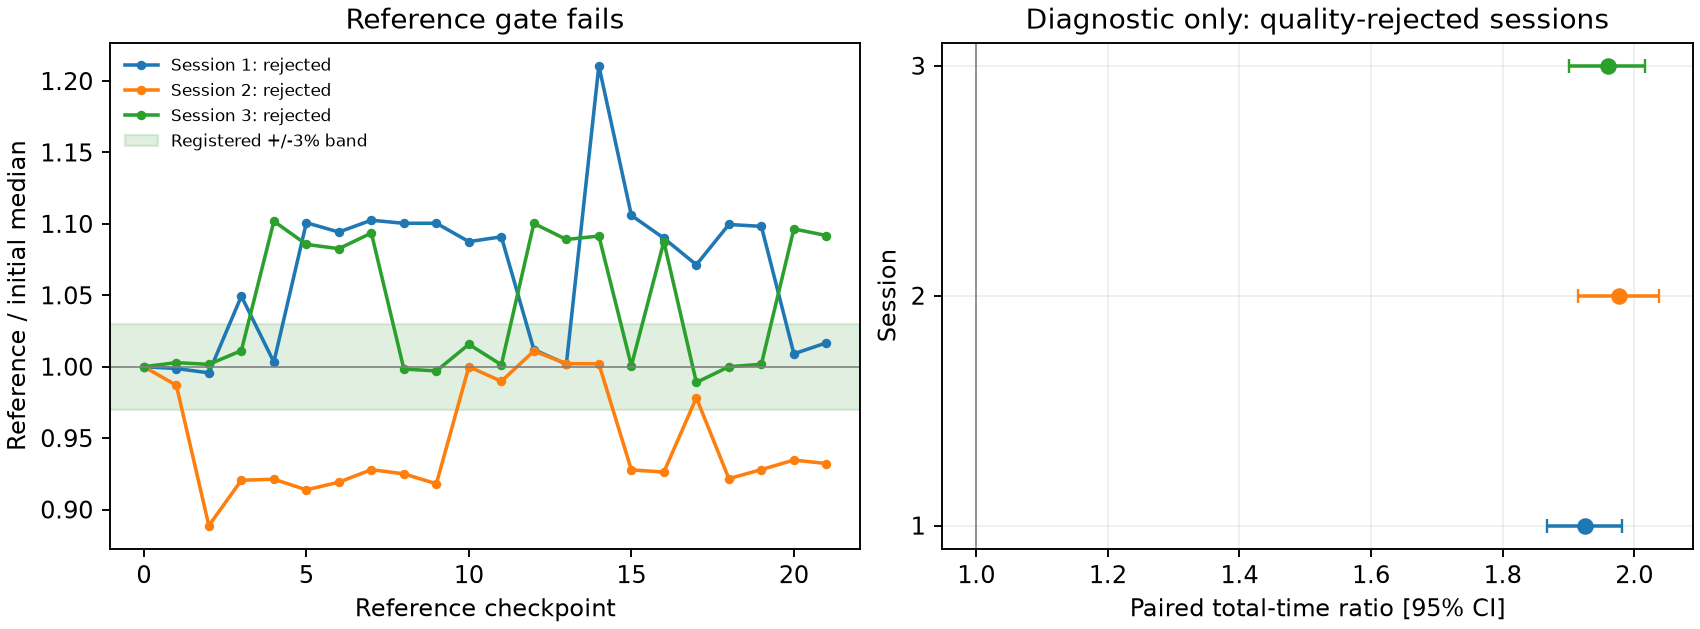 Reference gate fails
Session 1: rejected
Session 2: rejected
Session 3: rejected
Registered +/-3% band
Reference / initial median
1.20
1.15
1.10
1.05
1.00
0.95
0.90
0
5
10
15
20
Reference checkpoint
Diagnostic only: quality-rejected sessions
Session
3
2
1
1.0
1.2
1.4
1.6
1.8
2.0
Paired total-time ratio [95% CI]